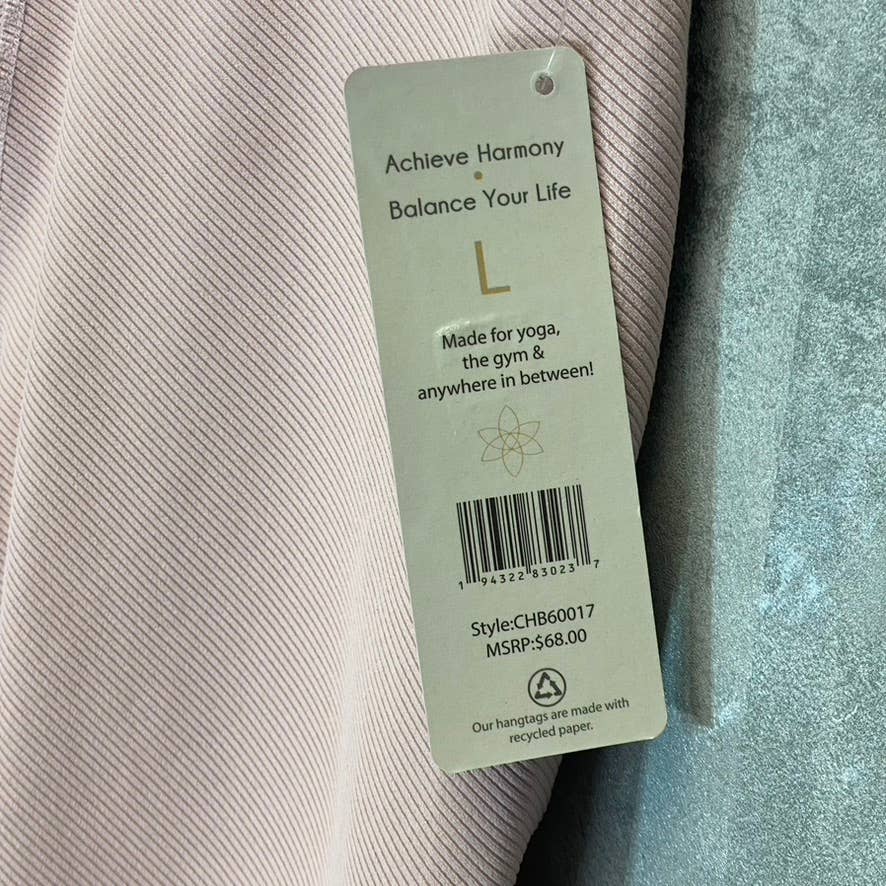 Achieve Harmony
•
Balance Your Life
L
Made for yoga,
the gym &
anywhere in between!
1 94322 83023 7
Style:CHB60017
MSRP:$68.00
Our hangtags are made with
recycled paper.